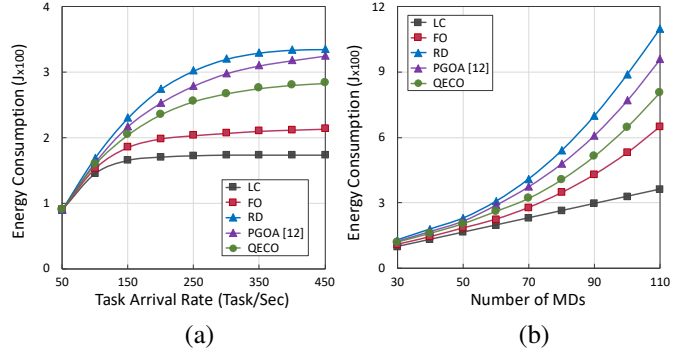 Energy Consumption (Jx100)
4
3
2
1
0
LC
FO
RD
PGOA [12]
QECO
50
150
250
350
450
Task Arrival Rate (Task/Sec)
(a)
Energy Consumption (Jx100)
12
9
6
3
0
LC
FO
RD
PGOA [12]
QECO
30
50
70
90
110
Number of MDs
(b)